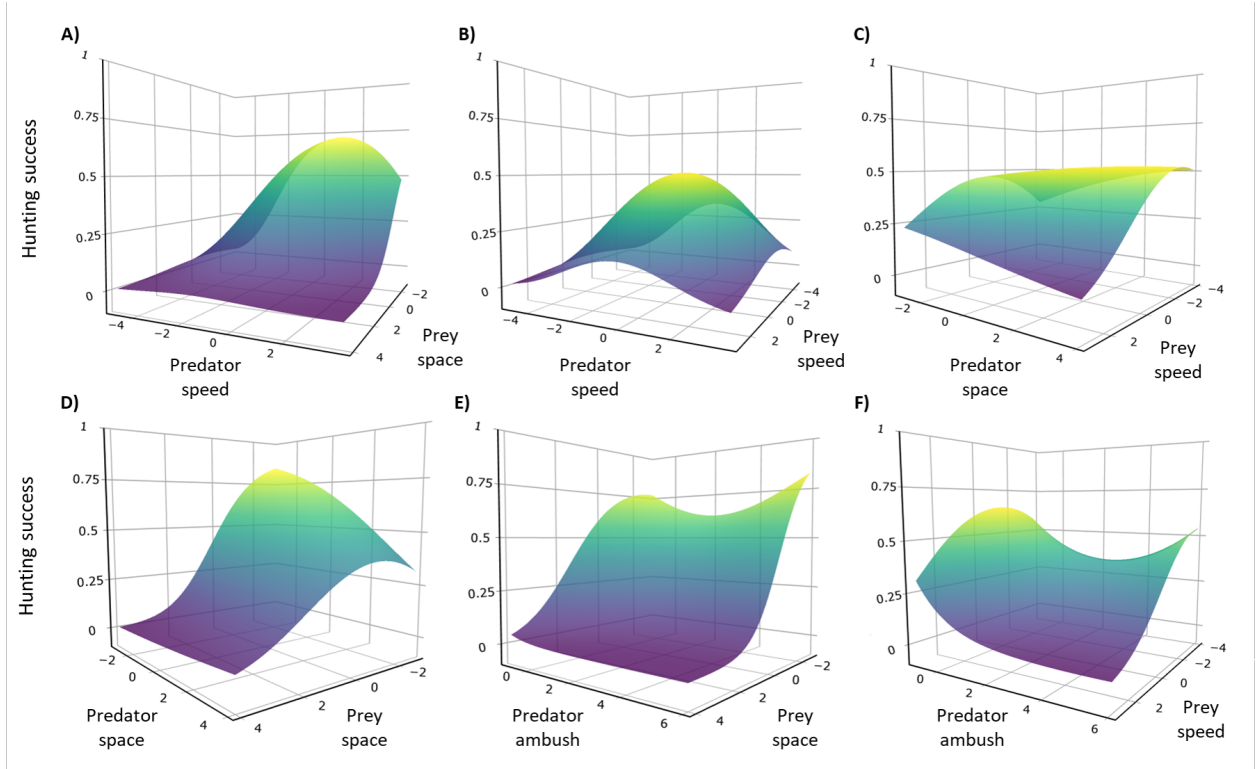 A)
B)
C)
Hunting success
1
0.75
0.5
0.25
0
−4
−2
0
2
Predator
speed
−2
0
2
4
Prey
space
1
0.75
0.5
0.25
0
−4
−2
0
2
Predator
speed
−4
−2
0
2
Prey
speed
1
0.75
0.5
0.25
0
−2
0
2
4
Predator
space
−4
−2
0
2
Prey
speed
D)
E)
F)
Hunting success
1
0.75
0.5
0.25
0
−2
0
2
4
Predator
space
4
2
0
−2
Prey
space
1
0.75
0.5
0.25
0
0
2
4
6
Predator
ambush
−2
0
2
4
Prey
space
1
0.75
0.5
0.25
0
0
2
4
6
Predator
ambush
−4
−2
0
2
Prey
speed